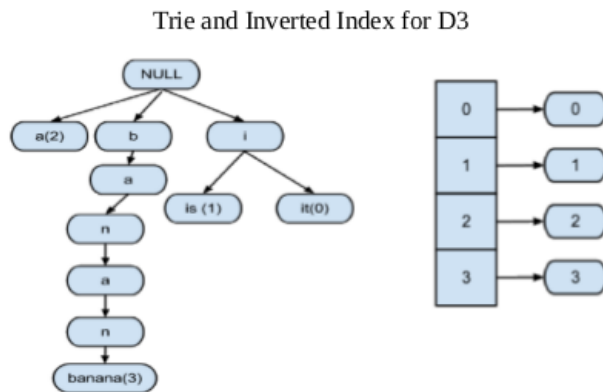 Trie and Inverted Index for D3
NULL
a(2) b i
a
is (1) it(0)
n
a
n
banana(3)
0 0
1 1
2 2
3 3